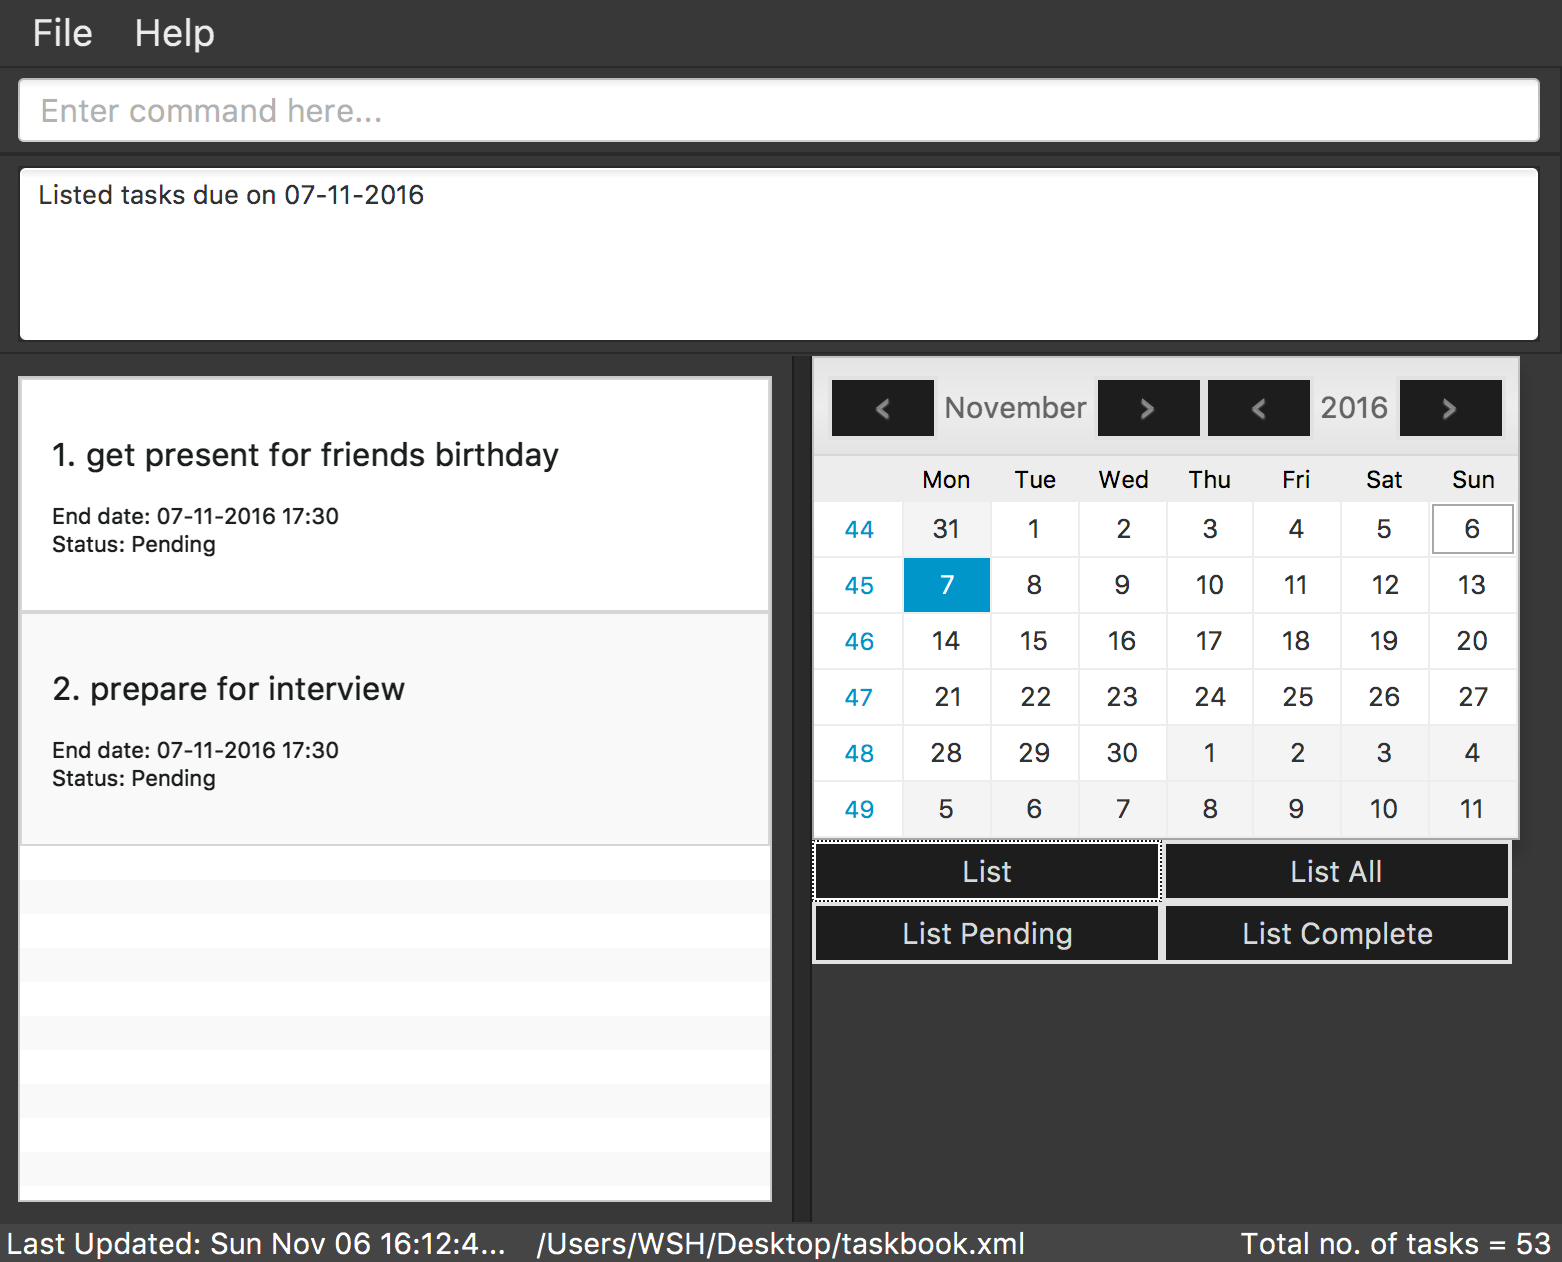 File Help
Enter command here...
Listed tasks due on 07-11-2016
1. get present for friends birthday
End date: 07-11-2016 17:30
Status: Pending
2. prepare for interview
End date: 07-11-2016 17:30
Status: Pending
< November > < 2016 >
Mon Tue Wed Thu Fri Sat Sun
44 31 1 2 3 4 5 6
45 7 8 9 10 11 12 13
46 14 15 16 17 18 19 20
47 21 22 23 24 25 26 27
48 28 29 30 1 2 3 4
49 5 6 7 8 9 10 11
List List All
List Pending List Complete
Last Updated: Sun Nov 06 16:12:4... /Users/WSH/Desktop/taskbook.xml Total no. of tasks = 53